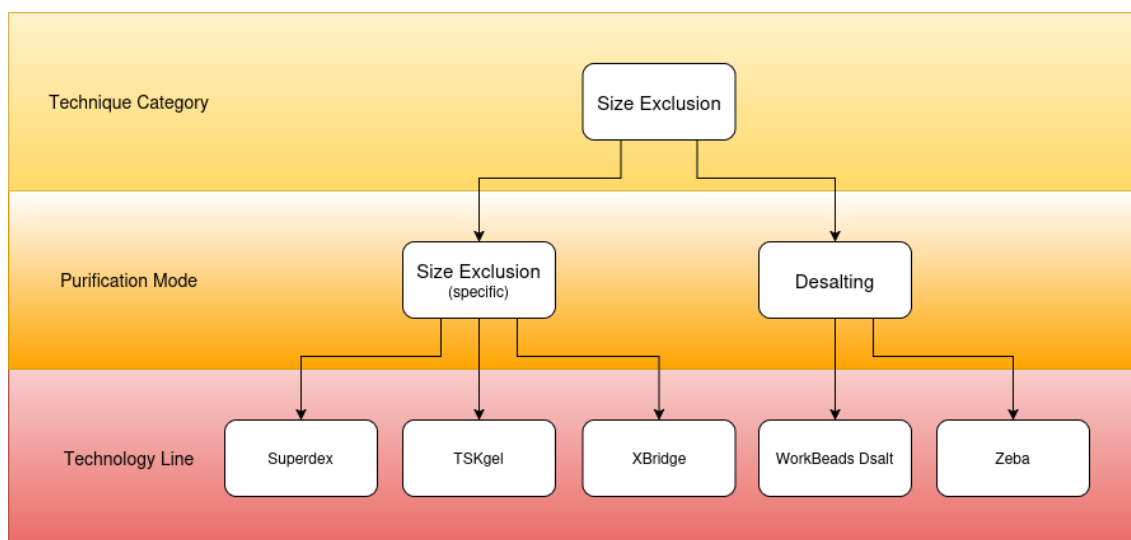 Technique Category
Size Exclusion
Purification Mode
Size Exclusion
(specific)
Desalting
Technology Line
Superdex
TSKgel
XBridge
WorkBeads Dsalt
Zeba